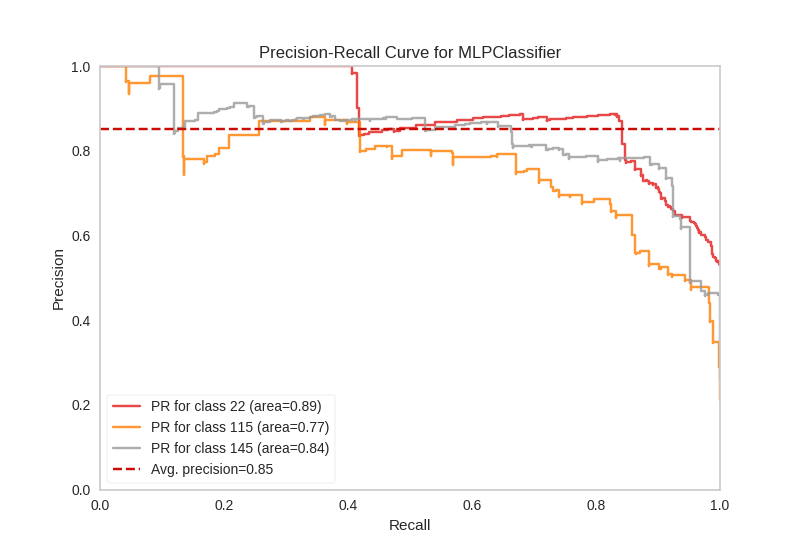 Precision-Recall Curve for MLPClassifier
1.0
0.8
0.6
0.4
0.2
0.0
Precision
PR for class 22 (area=0.89)
PR for class 115 (area=0.77)
PR for class 145 (area=0.84)
Avg. precision=0.85
0.0 0.2 0.4 0.6 0.8 1.0
Recall